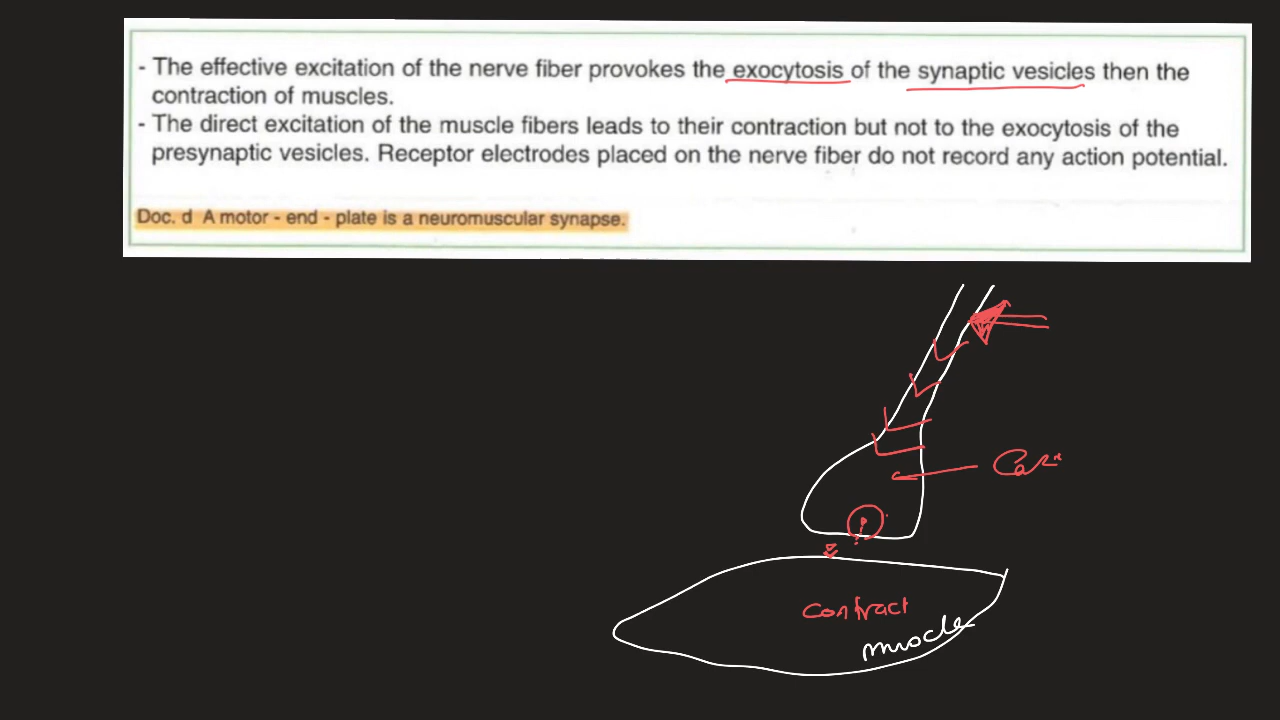 - The effective excitation of the nerve fiber provokes the exocytosis of the synaptic vesicles then the
contraction of muscles.
- The direct excitation of the muscle fibers leads to their contraction but not to the exocytosis of the
presynaptic vesicles. Receptor electrodes placed on the nerve fiber do not record any action potential.
Doc. d A motor - end - plate is a neuromuscular synapse.
Contract
muscle